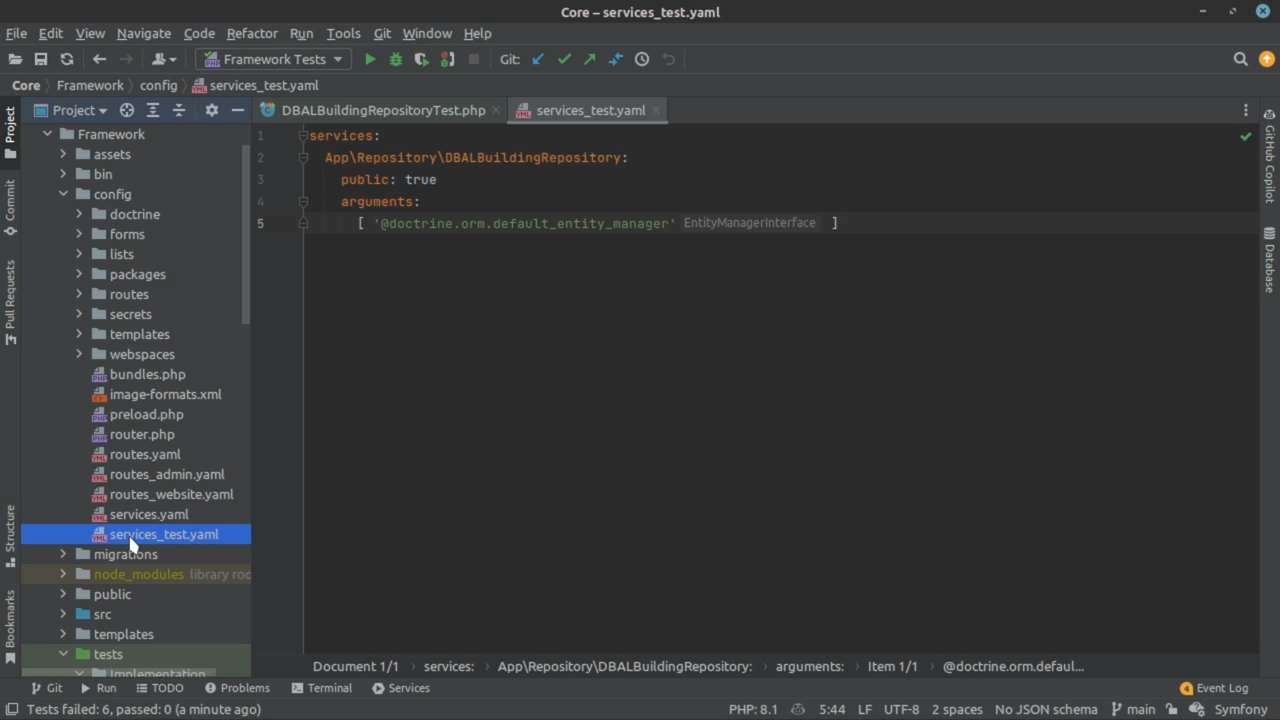 Core – services_test.yaml
File Edit View Navigate Code Refactor Run Tools Git Window Help
Framework Tests Git:
Core Framework config services_test.yaml
Project DBALBuildingRepositoryTest.php services_test.yaml
Project
Commit
Pull Requests
Structure
Bookmarks
Framework
assets
bin
config
doctrine
forms
lists
packages
routes
secrets
templates
webspaces
bundles.php
image-formats.xml
preload.php
router.php
routes.yaml
routes_admin.yaml
routes_website.yaml
services.yaml
services_test.yaml
migrations
node_modules library roo
public
src
templates
tests
Implementation
1 services:
2 App\Repository\DBALBuildingRepository:
3 public: true
4 arguments:
5 [ '@doctrine.orm.default_entity_manager' EntityManagerInterface ]
GitHub Copilot
Database
Document 1/1 services: App\Repository\DBALBuildingRepository: arguments: Item 1/1 @doctrine.orm.defaul...
Git Run TODO Problems Terminal Services 4 Event Log
Tests failed: 6, passed: 0 (a minute ago) PHP: 8.1 5:44 LF UTF-8 2 spaces No JSON schema main Symfony